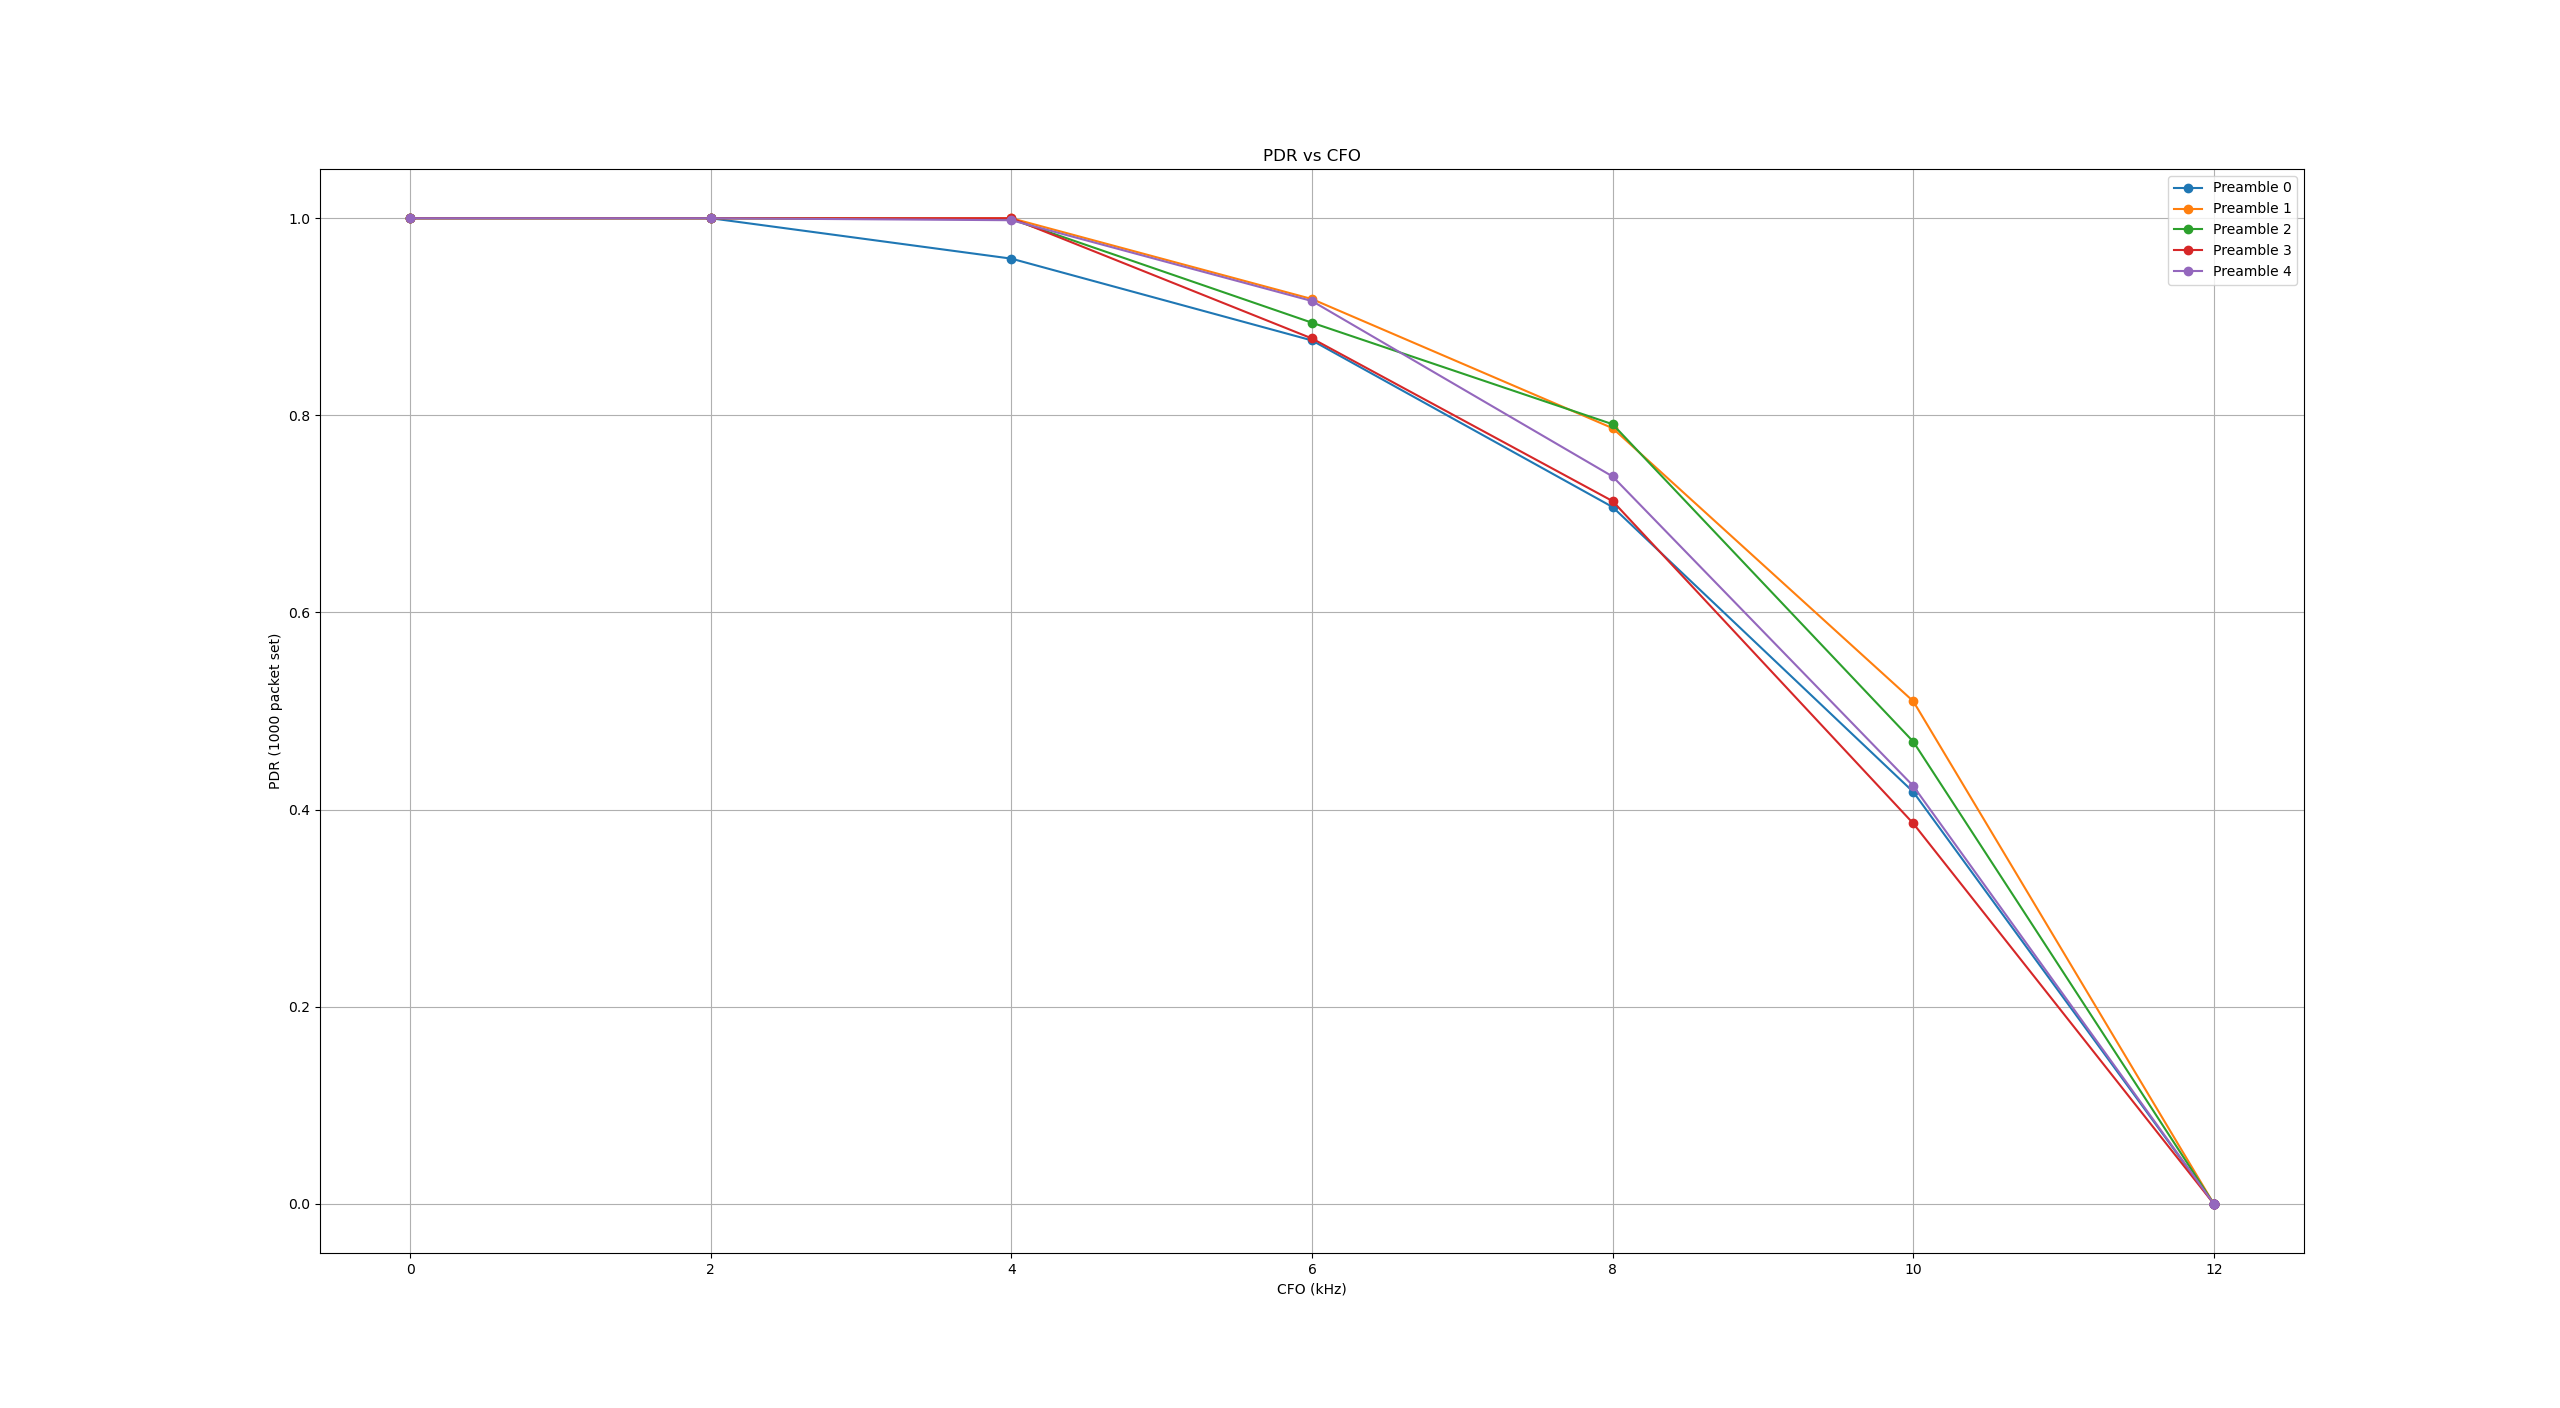 PDR vs CFO
Preamble 0
Preamble 1
Preamble 2
Preamble 3
Preamble 4
1.0
0.8
0.6
0.4
0.2
0.0
PDR (1000 packet set)
0 2 4 6 8 10 12
CFO (kHz)